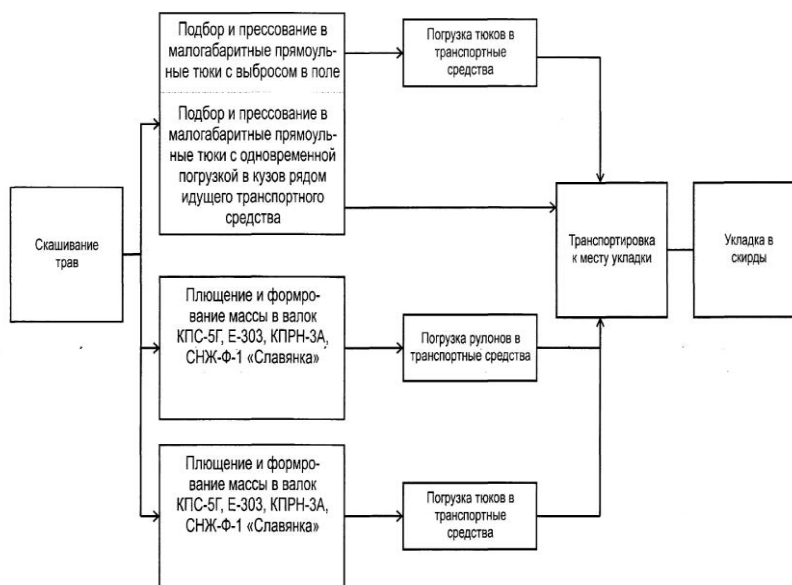 Скашивание
трав
Подбор и прессование в
малогабаритные прямоуль-
ные тюки с выбросом в поле
Подбор и прессование в
малогабаритные прямоуль-
ные тюки с одновременной
погрузкой в кузов рядом
идущего транспортного
средства
Плющение и формро-
вание массы в валок
КПС-5Г, Е-303, КПРН-3А,
СНЖ-Ф-1 «Славянка»
Плющение и формро-
вание массы в валок
КПС-5Г, Е-303, КПРН-3А,
СНЖ-Ф-1 «Славянка»
Погрузка тюков в
транспортные
средства
Погрузка рулонов в
транспортные средства
Погрузка тюков в
транспортные
средства
Транспортировка
к месту укладки
Укладка в
скирды